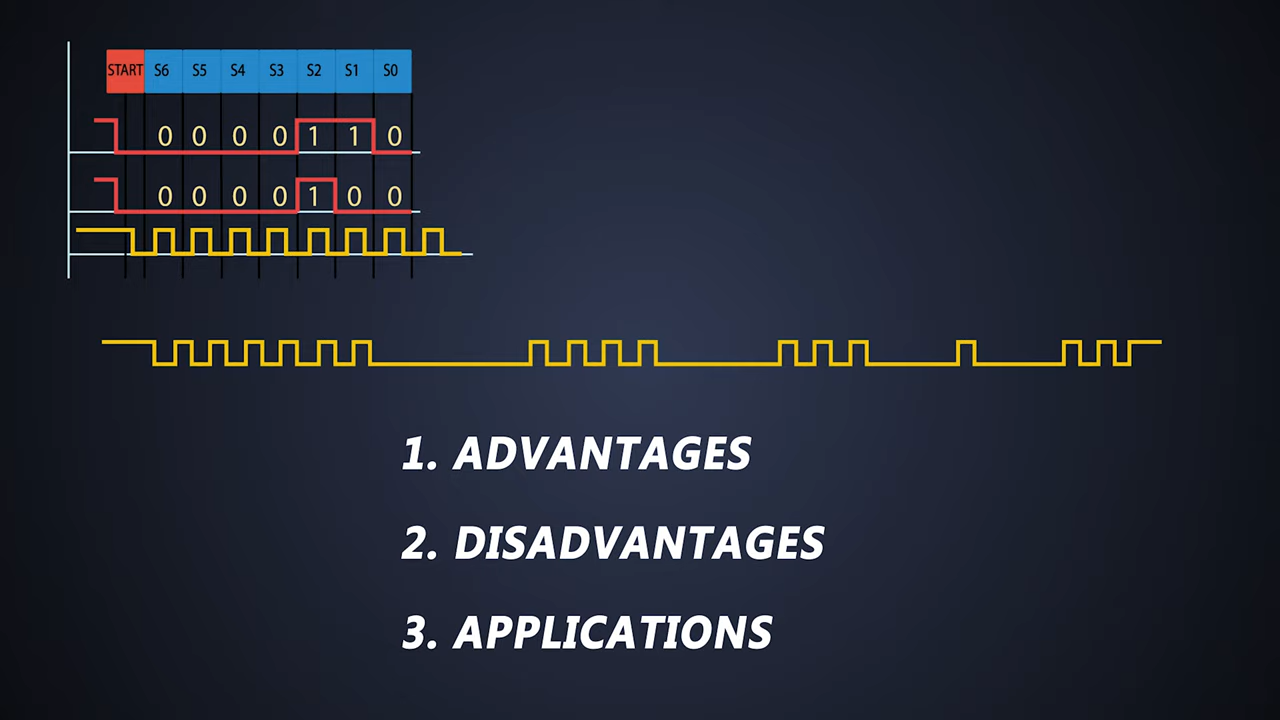 START S6 S5 S4 S3 S2 S1 S0
0 0 0 0 1 1 0
0 0 0 0 1 0 0
1. ADVANTAGES
2. DISADVANTAGES
3. APPLICATIONS